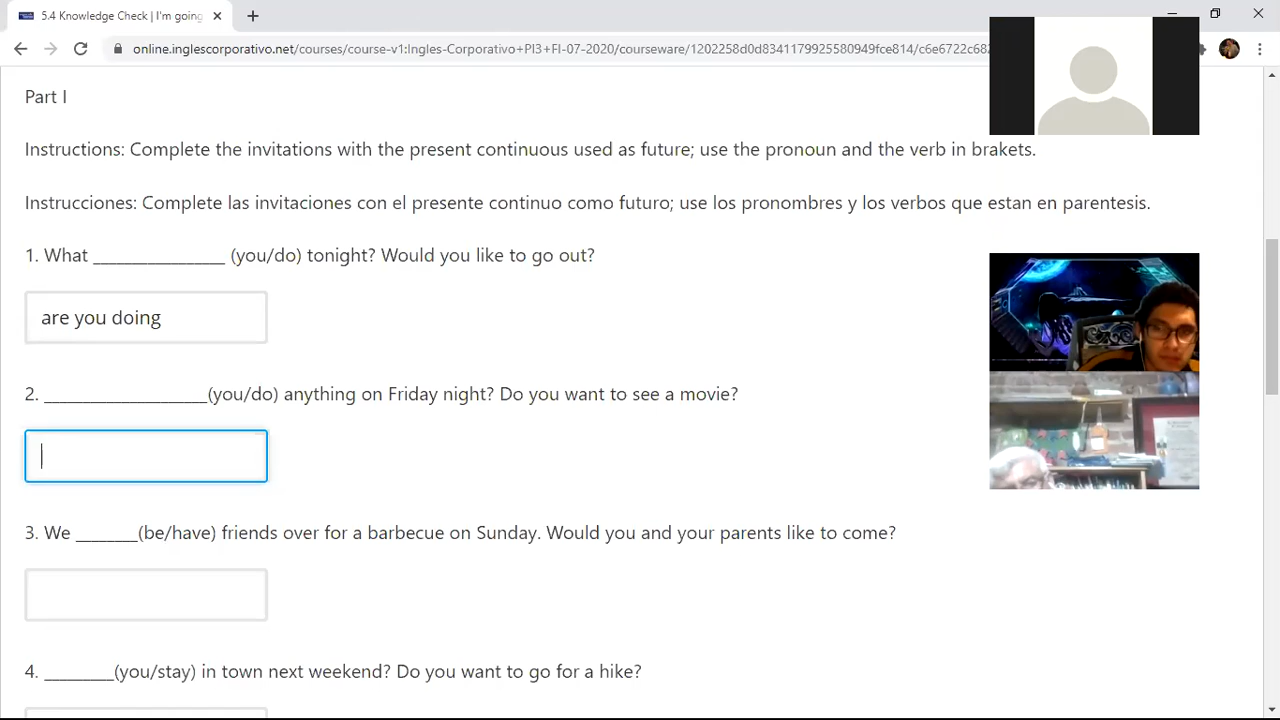 5.4 Knowledge Check | I'm going
online.inglescorporativo.net/courses/course-v1:Ingles-Corporativo+PI3+FI-07-2020/courseware/1202258d0d8341179925580949fce814/c6e6722c682
Part I
Instructions: Complete the invitations with the present continuous used as future; use the pronoun and the verb in brakets.
Instrucciones: Complete las invitaciones con el presente continuo como futuro; use los pronombres y los verbos que estan en parentesis.
1. What _______________ (you/do) tonight? Would you like to go out?
are you doing
2. ___________________(you/do) anything on Friday night? Do you want to see a movie?
3. We _______(be/have) friends over for a barbecue on Sunday. Would you and your parents like to come?
4. ________(you/stay) in town next weekend? Do you want to go for a hike?